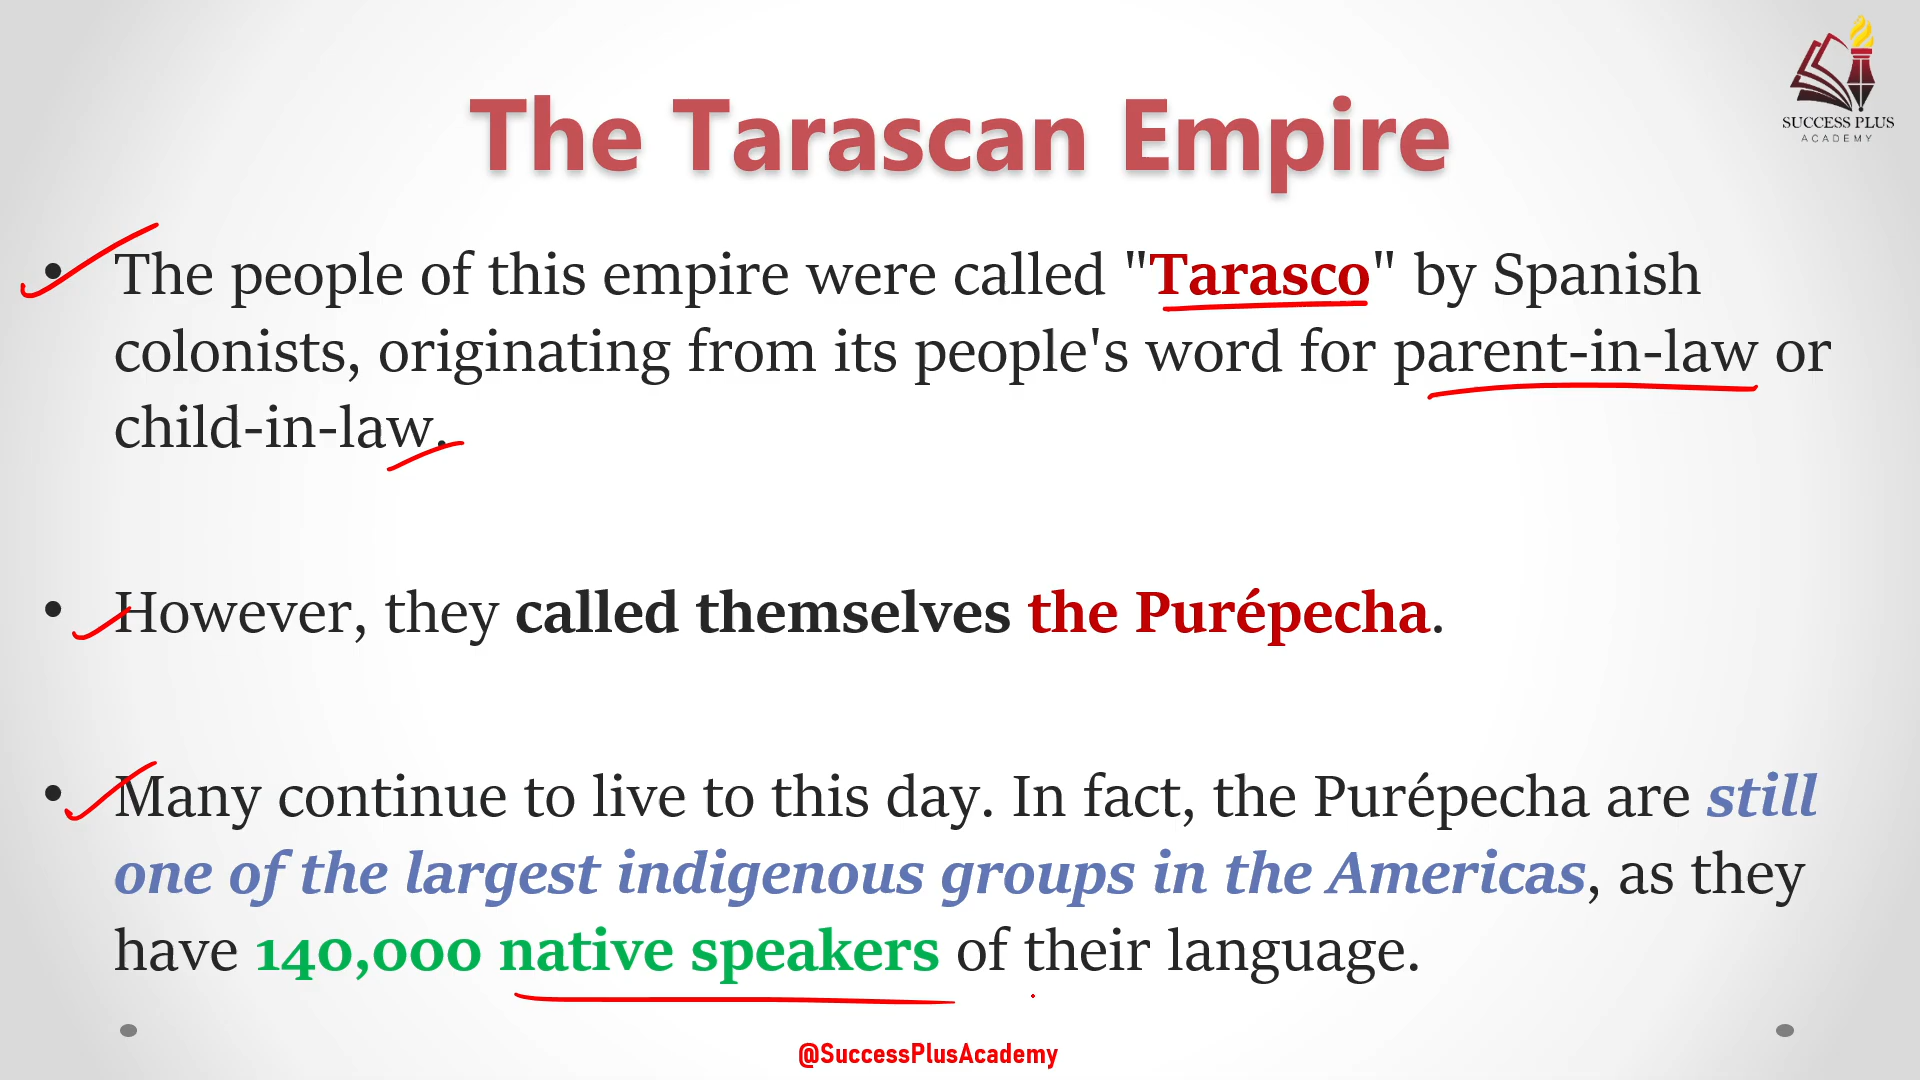 SUCCESS PLUS
ACADEMY
The Tarascan Empire
• The people of this empire were called "Tarasco" by Spanish
colonists, originating from its people's word for parent-in-law or
child-in-law.
• However, they called themselves the Purépecha.
• Many continue to live to this day. In fact, the Purépecha are still
one of the largest indigenous groups in the Americas, as they
have 140,000 native speakers of their language.
@SuccessPlusAcademy